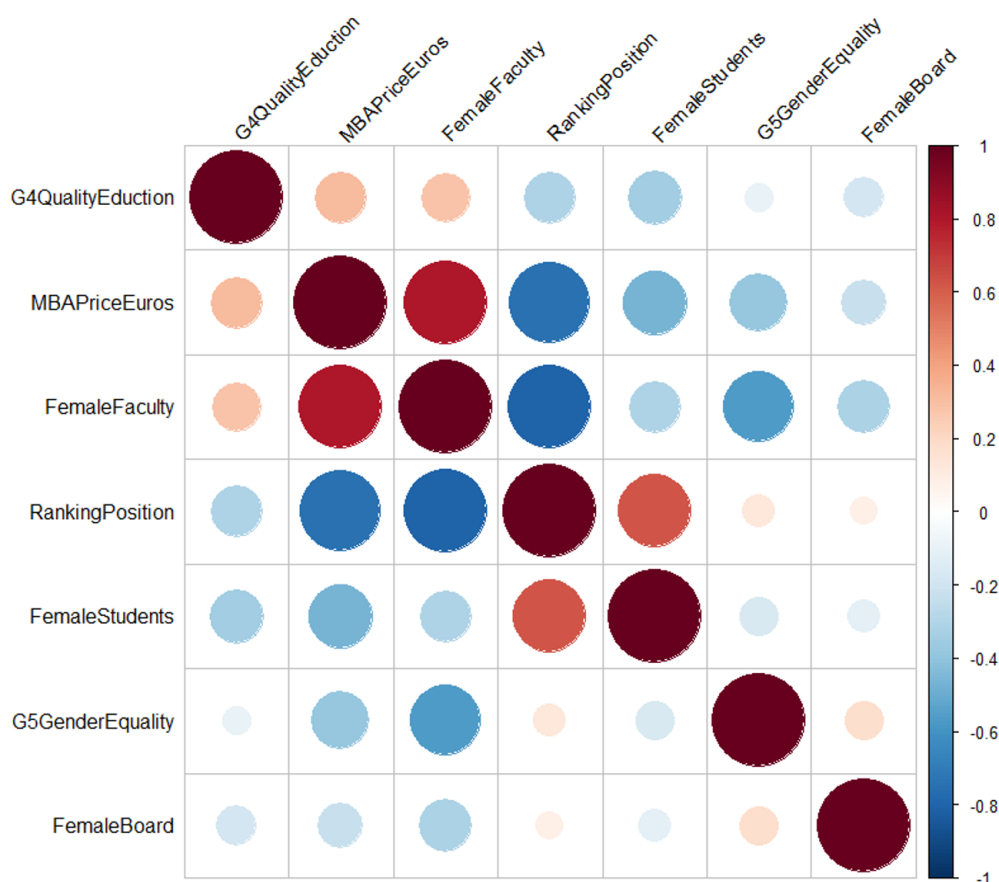 G4QualityEduction
MBAPriceEuros
FemaleFaculty
RankingPosition
FemaleStudents
G5GenderEquality
FemaleBoard
G4QualityEduction
MBAPriceEuros
FemaleFaculty
RankingPosition
FemaleStudents
G5GenderEquality
FemaleBoard
1
0.8
0.6
0.4
0.2
0
-0.2
-0.4
-0.6
-0.8
-1